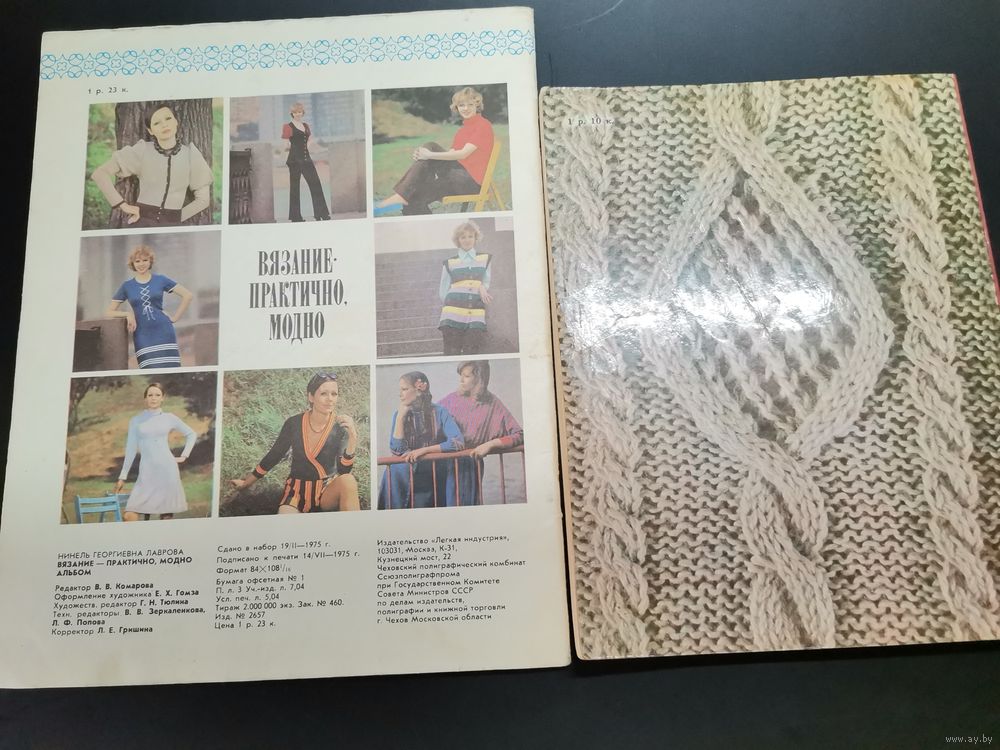 1 р. 23 к.
ВЯЗАНИЕ-
ПРАКТИЧНО,
МОДНО
НИНЕЛЬ ГЕОРГИЕВНА ЛАВРОВА
ВЯЗАНИЕ — ПРАКТИЧНО, МОДНО
АЛЬБОМ
Редактор В. В. Комарова
Оформление художника Е. Х. Гомза
Художеств. редактор Г. Н. Тюлина
Техн. редакторы В. В. Зеркаленкова,
Л. Ф. Попова
Корректор Л. Е. Гришина
Сдано в набор 19/II—1975 г.
Подписано к печати 14/VII—1975 г.
Формат 84×108 1/16
Бумага офсетная № 1
П. л. 3 Уч.-изд. л. 7,04
Усл. печ. л. 5,04
Тираж 2.000 000 экз. Зак. № 460.
Изд. № 2657
Цена 1 р. 23 к.
Издательство «Легкая индустрия»,
103031, Москва, К-31,
Кузнецкий мост, 22
Чеховский полиграфический комбинат
Союзполиграфпрома
при Государственном Комитете
Совета Министров СССР
по делам издательств,
полиграфии и книжной торговли
г. Чехов Московской области
1 р. 10 к.
www.ay.by